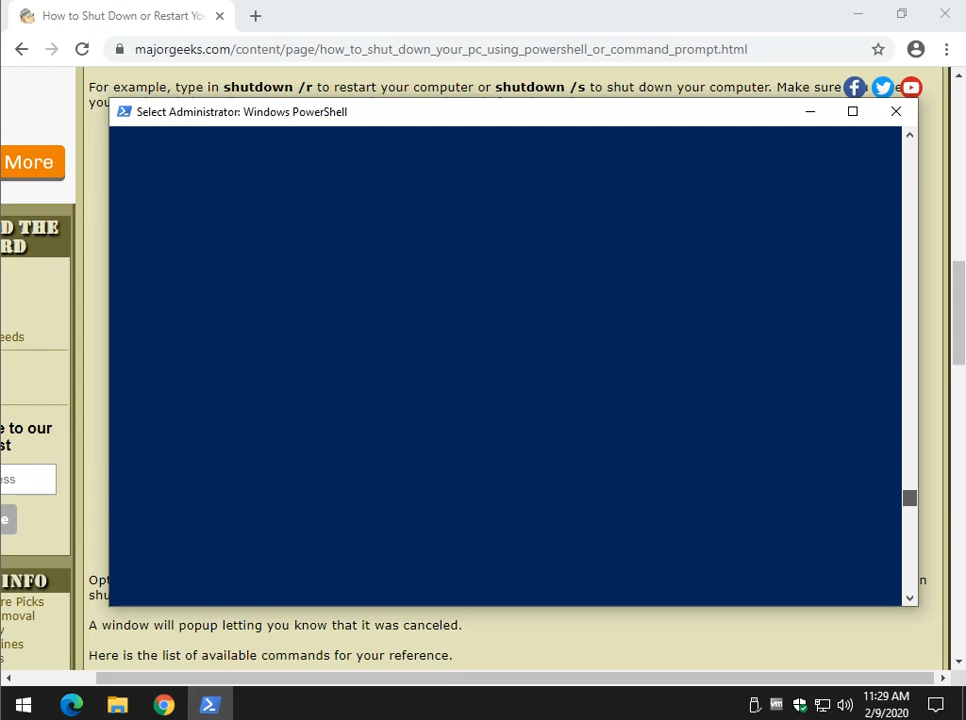 How to Shut Down or Restart Yo
majorgeeks.com/content/page/how_to_shut_down_your_pc_using_powershell_or_command_prompt.html
For example, type in shutdown /r to restart your computer or shutdown /s to shut down your computer. Make sure
Select Administrator: Windows PowerShell
More
D THE
RD
eeds
e to our
st
ess
e
INFO
re Picks
moval
y
ines
s
Opt
n
shu
A window will popup letting you know that it was canceled.
Here is the list of available commands for your reference.
vm
11:29 AM
2/9/2020